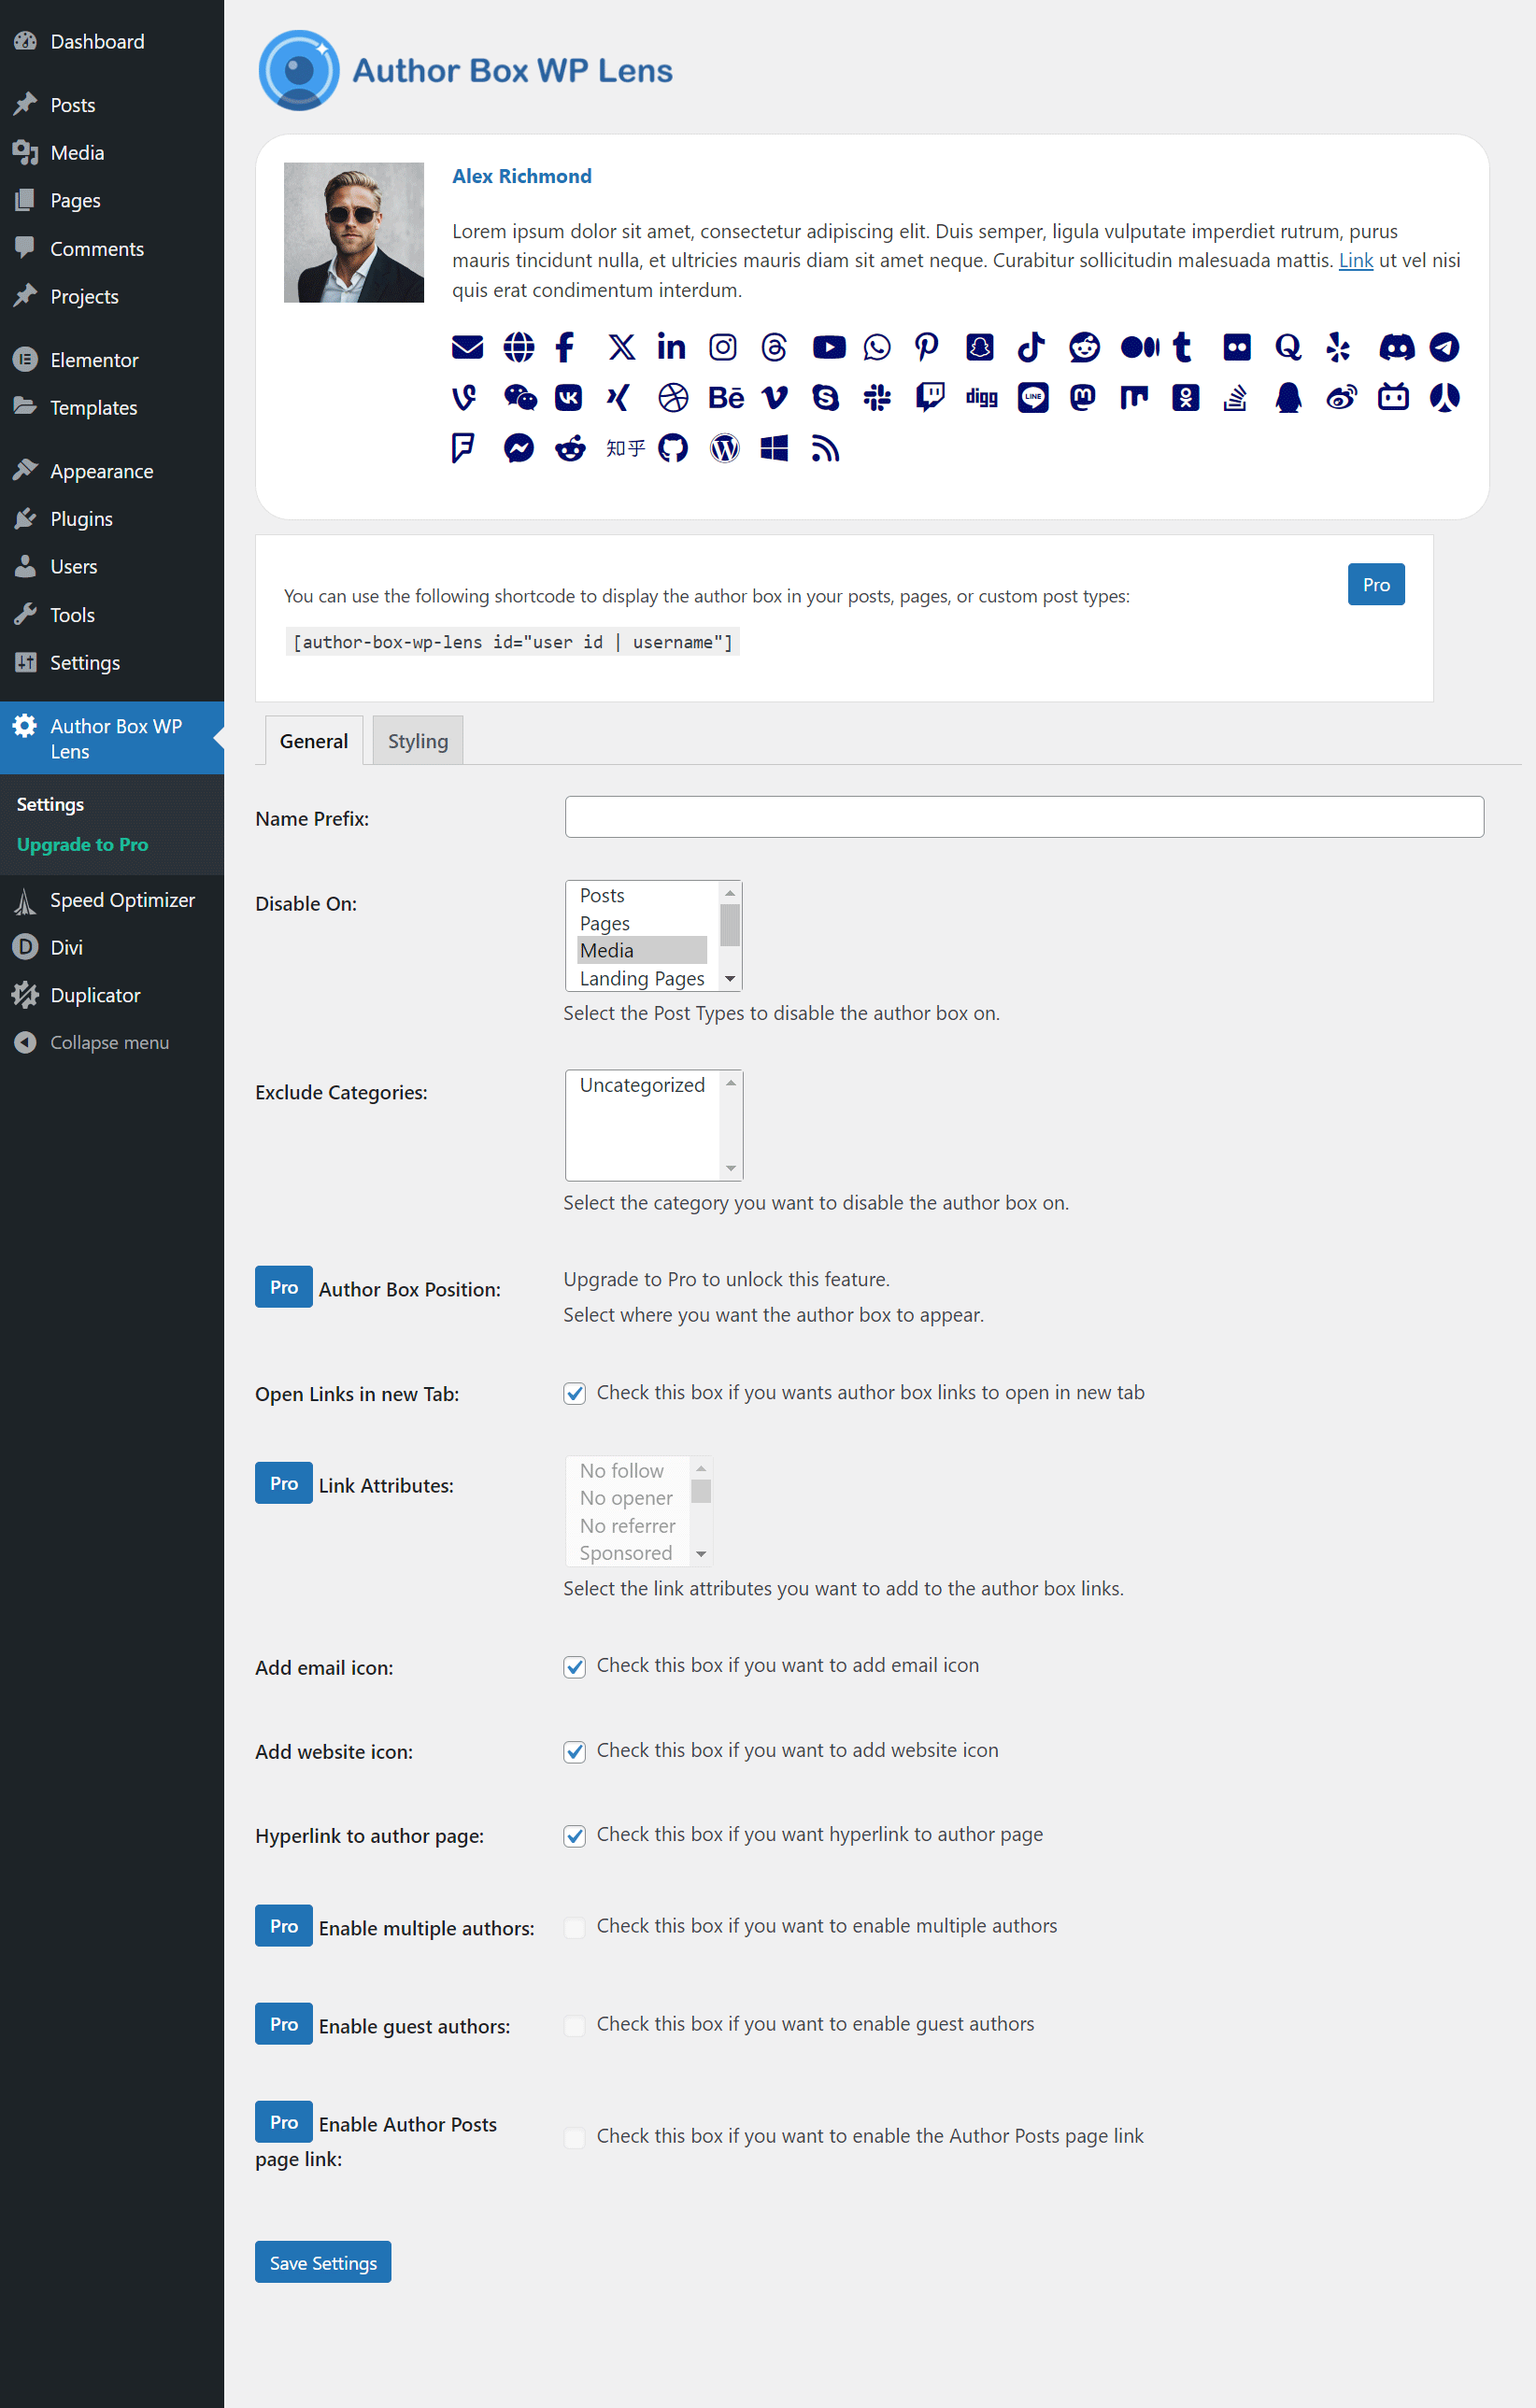 Dashboard
Posts
Media
Pages
Comments
Projects
Elementor
Templates
Appearance
Plugins
Users
Tools
Settings
Author Box WP
Lens
Settings
Upgrade to Pro
Speed Optimizer
Divi
Duplicator
Collapse menu
Author Box WP Lens
Alex Richmond
Lorem ipsum dolor sit amet, consectetur adipiscing elit. Duis semper, ligula vulputate imperdiet rutrum, purus
mauris tincidunt nulla, et ultricies mauris diam sit amet neque. Curabitur sollicitudin malesuada mattis. Link ut vel nisi
quis erat condimentum interdum.
digg LINE
知乎
You can use the following shortcode to display the author box in your posts, pages, or custom post types:
Pro
[author-box-wp-lens id="user id | username"]
General Styling
Name Prefix:
Disable On:
Posts
Pages
Media
Landing Pages
Select the Post Types to disable the author box on.
Exclude Categories:
Uncategorized
Select the category you want to disable the author box on.
Pro Author Box Position:
Upgrade to Pro to unlock this feature.
Select where you want the author box to appear.
Open Links in new Tab:
Check this box if you wants author box links to open in new tab
Pro Link Attributes:
No follow
No opener
No referrer
Sponsored
Select the link attributes you want to add to the author box links.
Add email icon:
Check this box if you want to add email icon
Add website icon:
Check this box if you want to add website icon
Hyperlink to author page:
Check this box if you want hyperlink to author page
Pro Enable multiple authors:
Check this box if you want to enable multiple authors
Pro Enable guest authors:
Check this box if you want to enable guest authors
Pro Enable Author Posts
page link:
Check this box if you want to enable the Author Posts page link
Save Settings